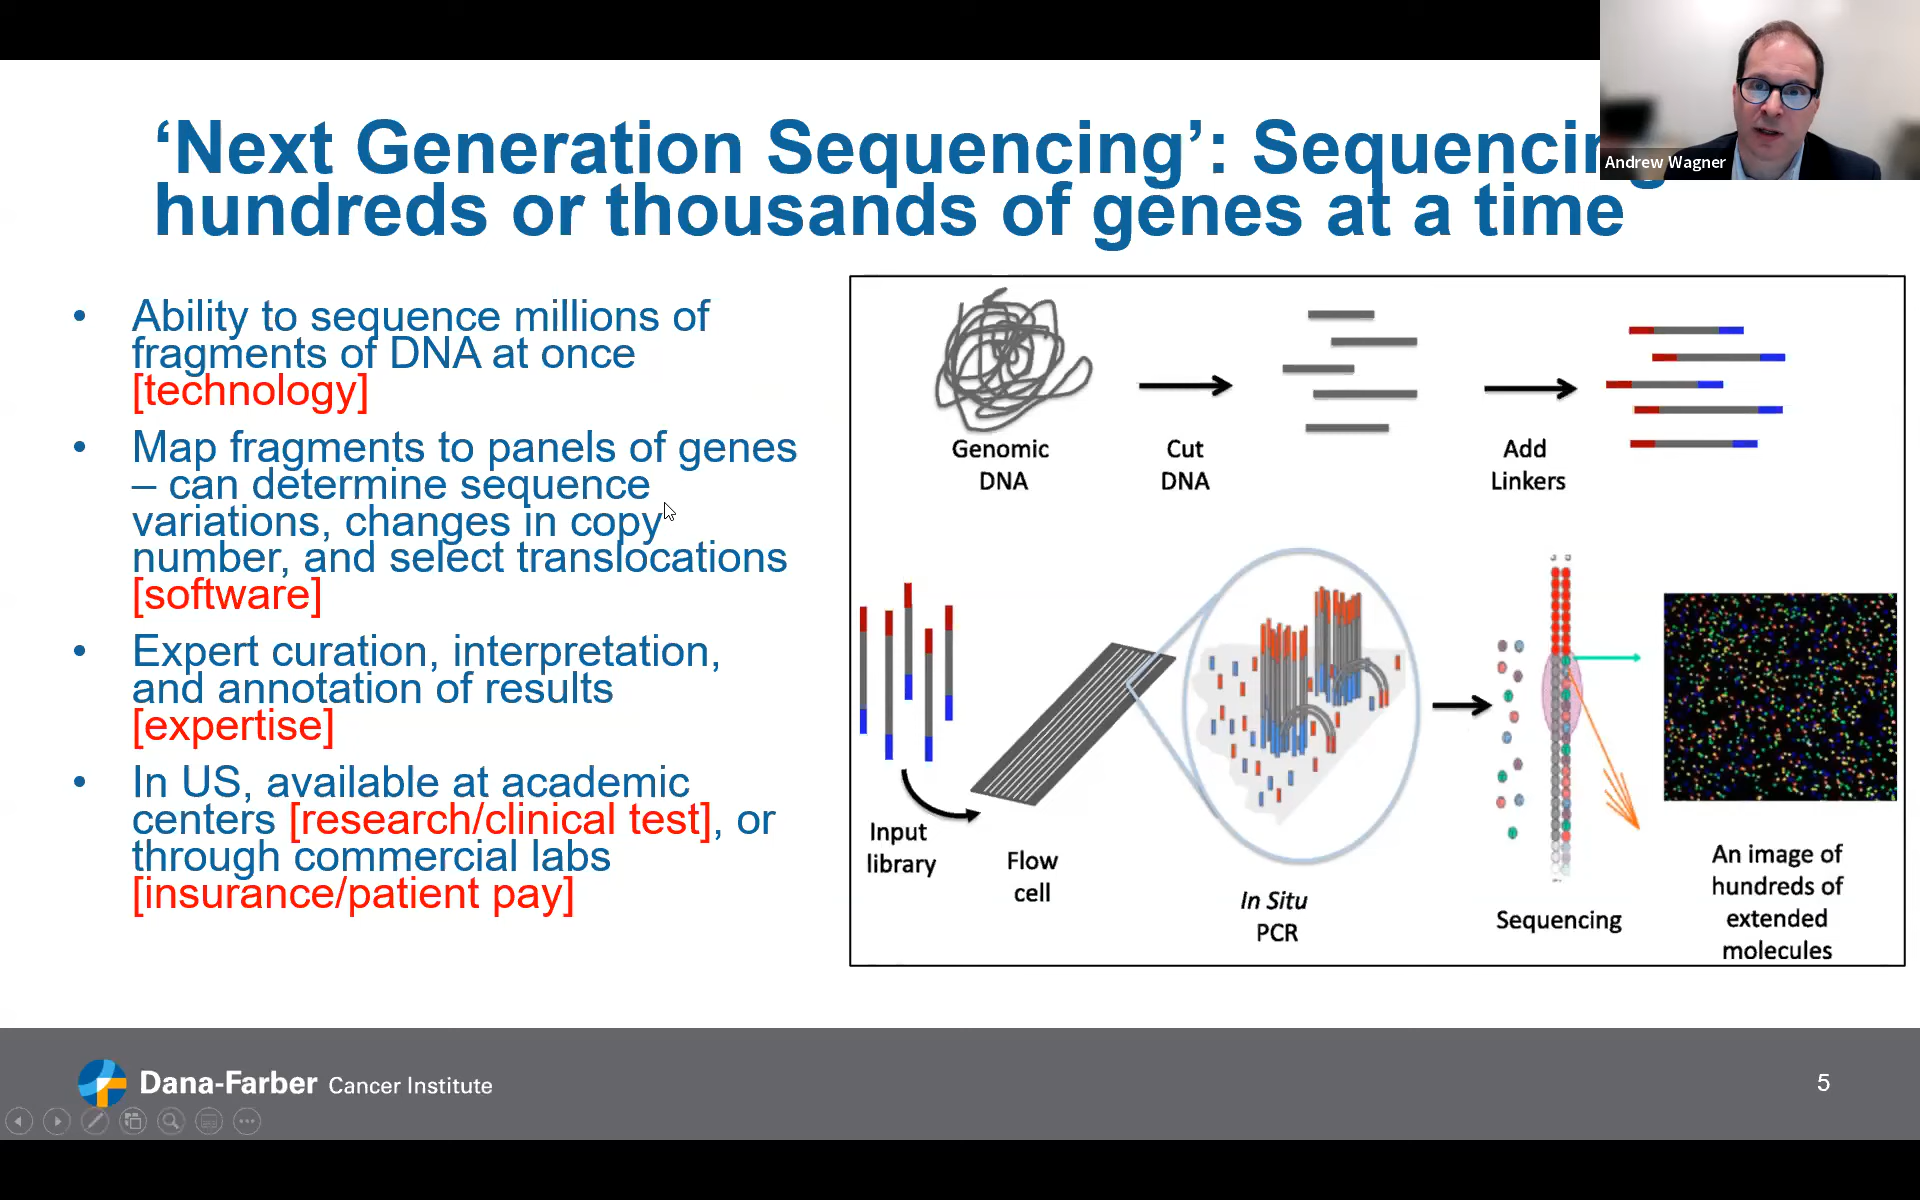 ‘Next Generation Sequencing’: Sequencing
hundreds or thousands of genes at a time
Andrew Wagner
• Ability to sequence millions of
fragments of DNA at once
[technology]
• Map fragments to panels of genes
– can determine sequence
variations, changes in copy
number, and select translocations
[software]
• Expert curation, interpretation,
and annotation of results
[expertise]
• In US, available at academic
centers [research/clinical test], or
through commercial labs
[insurance/patient pay]
Genomic
DNA
Cut
DNA
Add
Linkers
Input
library
Flow
cell
In Situ
PCR
Sequencing
An image of
hundreds of
extended
molecules
Dana-Farber Cancer Institute
5